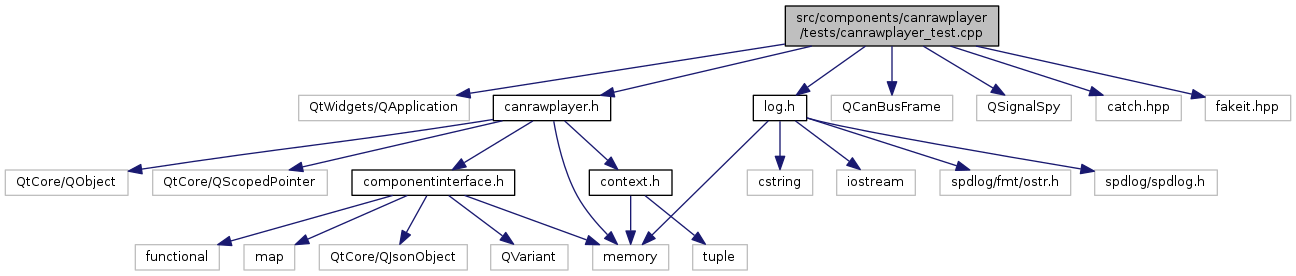 src/components/canrawplayer
/tests/canrawplayer_test.cpp
QtWidgets/QApplication
canrawplayer.h
log.h
QCanBusFrame
QSignalSpy
catch.hpp
fakeit.hpp
QtCore/QObject
QtCore/QScopedPointer
componentinterface.h
context.h
cstring
iostream
spdlog/fmt/ostr.h
spdlog/spdlog.h
functional
map
QtCore/QJsonObject
QVariant
memory
tuple